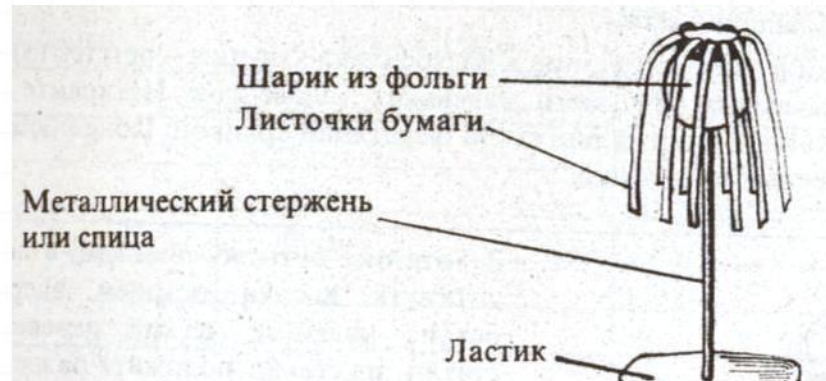 Шарик из фольги
Листочки бумаги
Металлический стержень
или спица
Ластик